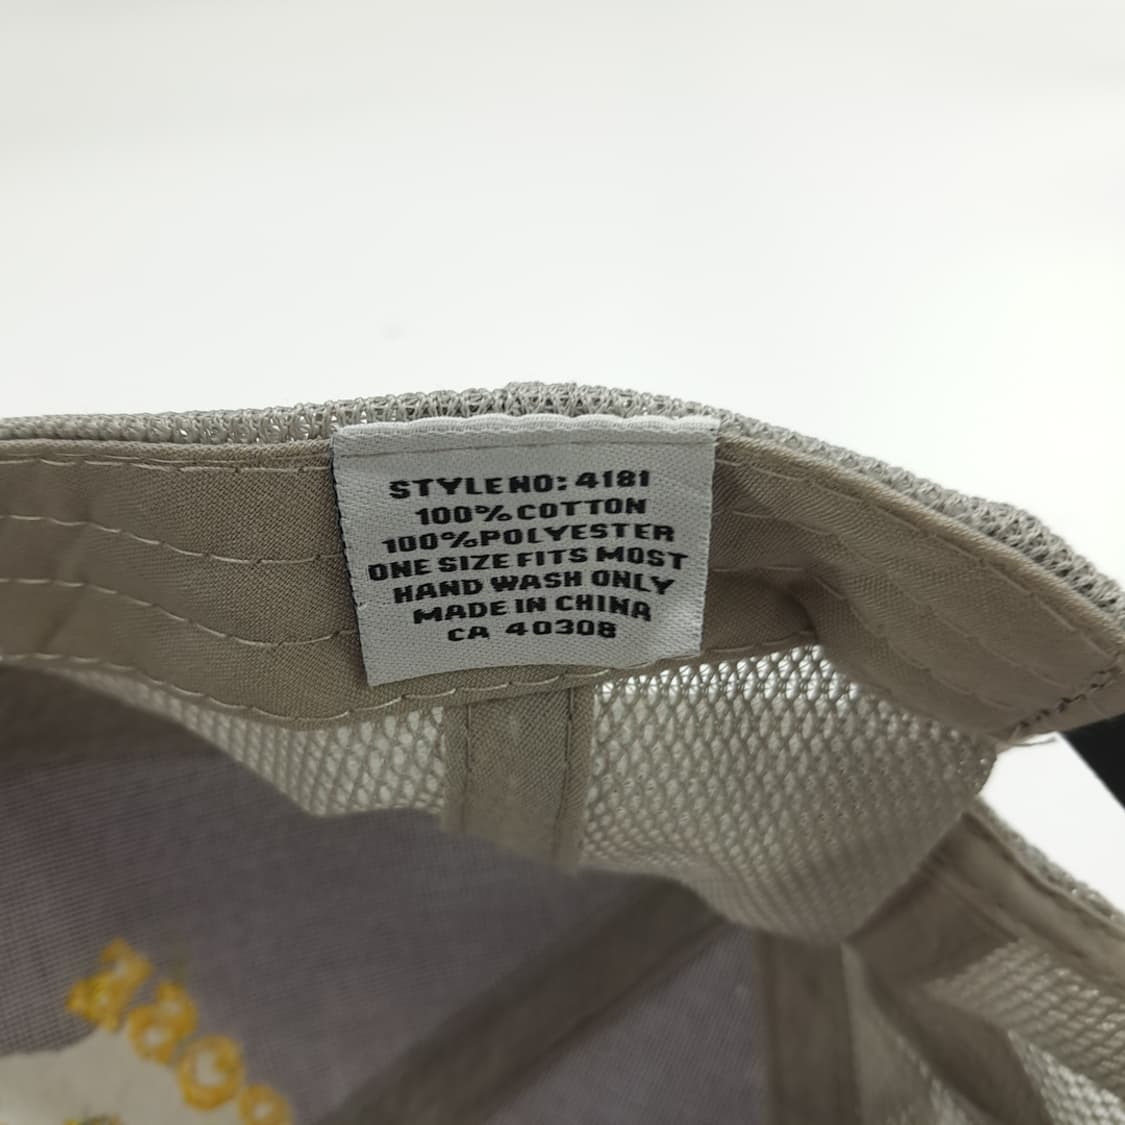 STYLE NO: 4181
100% COTTON
100% POLYESTER
ONE SIZE FITS MOST
HAND WASH ONLY
MADE IN CHINA
CA 40308